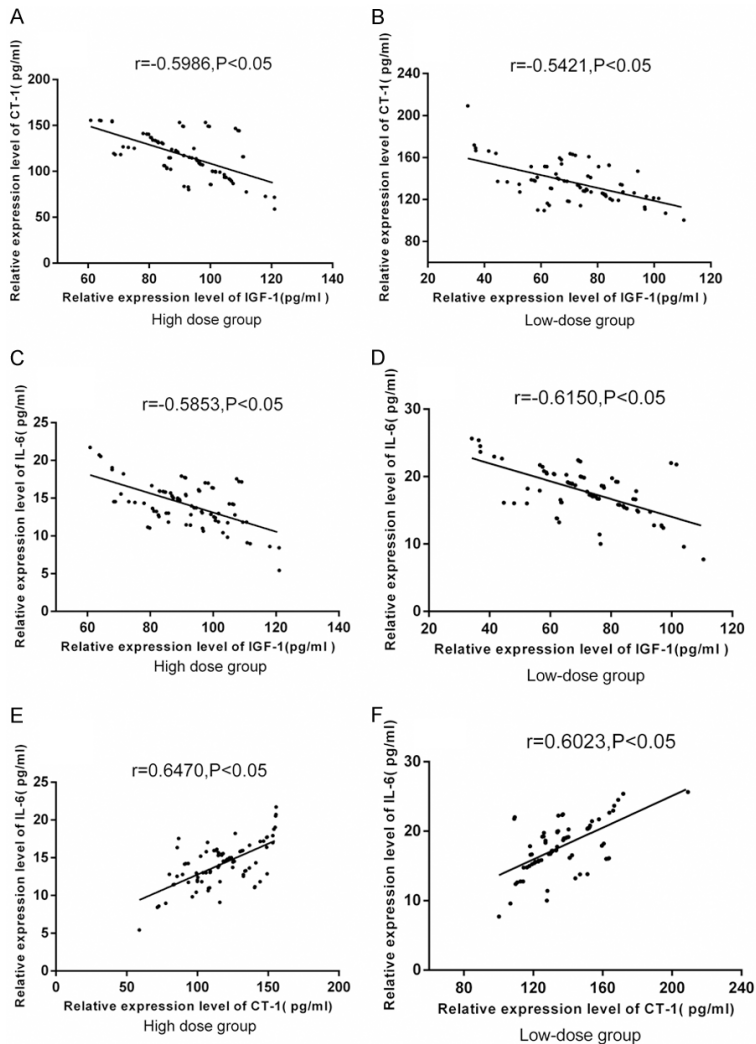 A
r=-0.5986,P<0.05
Relative expression level of CT-1( pg/ml)
200
150
100
50
0
40
60
80
100
120
140
Relative expression level of IGF-1(pg/ml )
High dose group
B
r=-0.5421,P<0.05
Relative expression level of CT-1( pg/ml)
240
200
160
120
80
20
40
60
80
100
120
Relative expression level of IGF-1(pg/ml )
Low-dose group
C
r=-0.5853,P<0.05
Relative expression level of IL-6( pg/ml)
25
20
15
10
5
0
60
80
100
120
140
Relative expression level of IGF-1(pg/ml )
High dose group
D
r=-0.6150,P<0.05
Relative expression level of IL-6( pg/ml)
30
20
10
0
20
40
60
80
100
120
Relative expression level of IGF-1(pg/ml )
Low-dose group
E
r=0.6470,P<0.05
Relative expression level of IL-6( pg/ml)
25
20
15
10
5
0
0
50
100
150
200
Relative expression level of CT-1( pg/ml)
High dose group
F
r=0.6023,P<0.05
Relative expression level of IL-6( pg/ml)
30
20
10
0
80
120
160
200
240
Relative expression level of CT-1( pg/ml)
Low-dose group